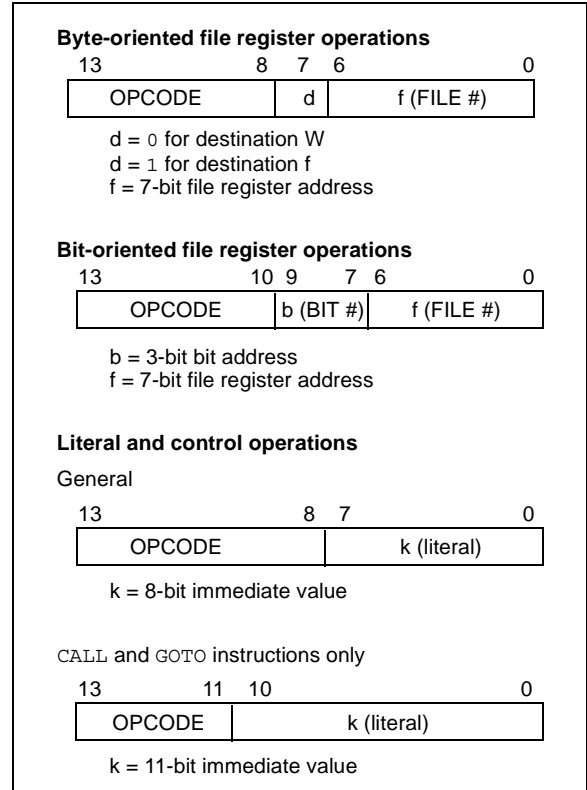 Byte-oriented file register operations
13 8 7 6 0
OPCODE d f (FILE #)
d = 0 for destination W
d = 1 for destination f
f = 7-bit file register address
Bit-oriented file register operations
13 10 9 7 6 0
OPCODE b (BIT #) f (FILE #)
b = 3-bit bit address
f = 7-bit file register address
Literal and control operations
General
13 8 7 0
OPCODE k (literal)
k = 8-bit immediate value
CALL and GOTO instructions only
13 11 10 0
OPCODE k (literal)
k = 11-bit immediate value